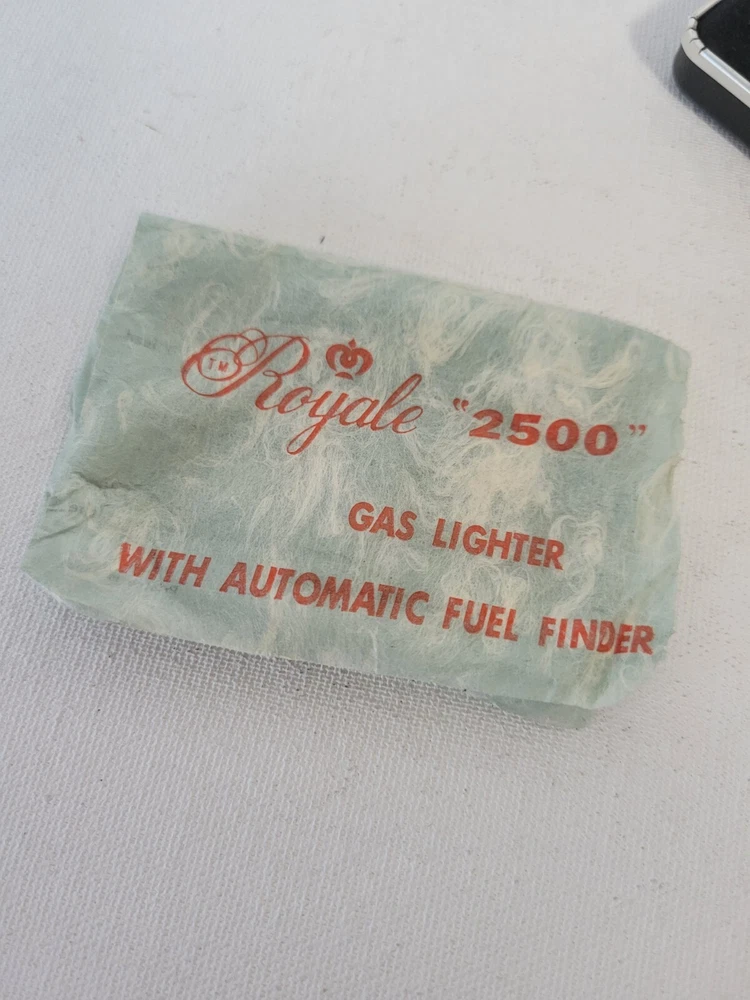 TM Royale "2500"
GAS LIGHTER
WITH AUTOMATIC FUEL FINDER